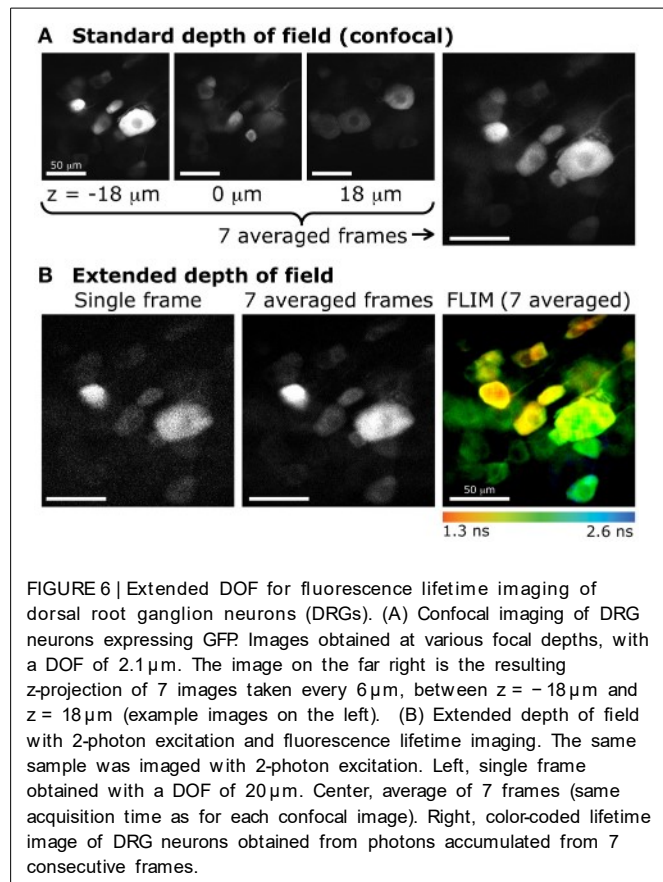 A Standard depth of field (confocal)
50 µm
z = -18 µm 0 µm 18 µm
7 averaged frames →
B Extended depth of field
Single frame 7 averaged frames FLIM (7 averaged)
50 µm
1.3 ns 2.6 ns
FIGURE 6 | Extended DOF for fluorescence lifetime imaging of
dorsal root ganglion neurons (DRGs). (A) Confocal imaging of DRG
neurons expressing GFP. Images obtained at various focal depths, with
a DOF of 2.1 µm. The image on the far right is the resulting
z-projection of 7 images taken every 6 µm, between z = − 18 µm and
z = 18 µm (example images on the left). (B) Extended depth of field
with 2-photon excitation and fluorescence lifetime imaging. The same
sample was imaged with 2-photon excitation. Left, single frame
obtained with a DOF of 20 µm. Center, average of 7 frames (same
acquisition time as for each confocal image). Right, color-coded lifetime
image of DRG neurons obtained from photons accumulated from 7
consecutive frames.